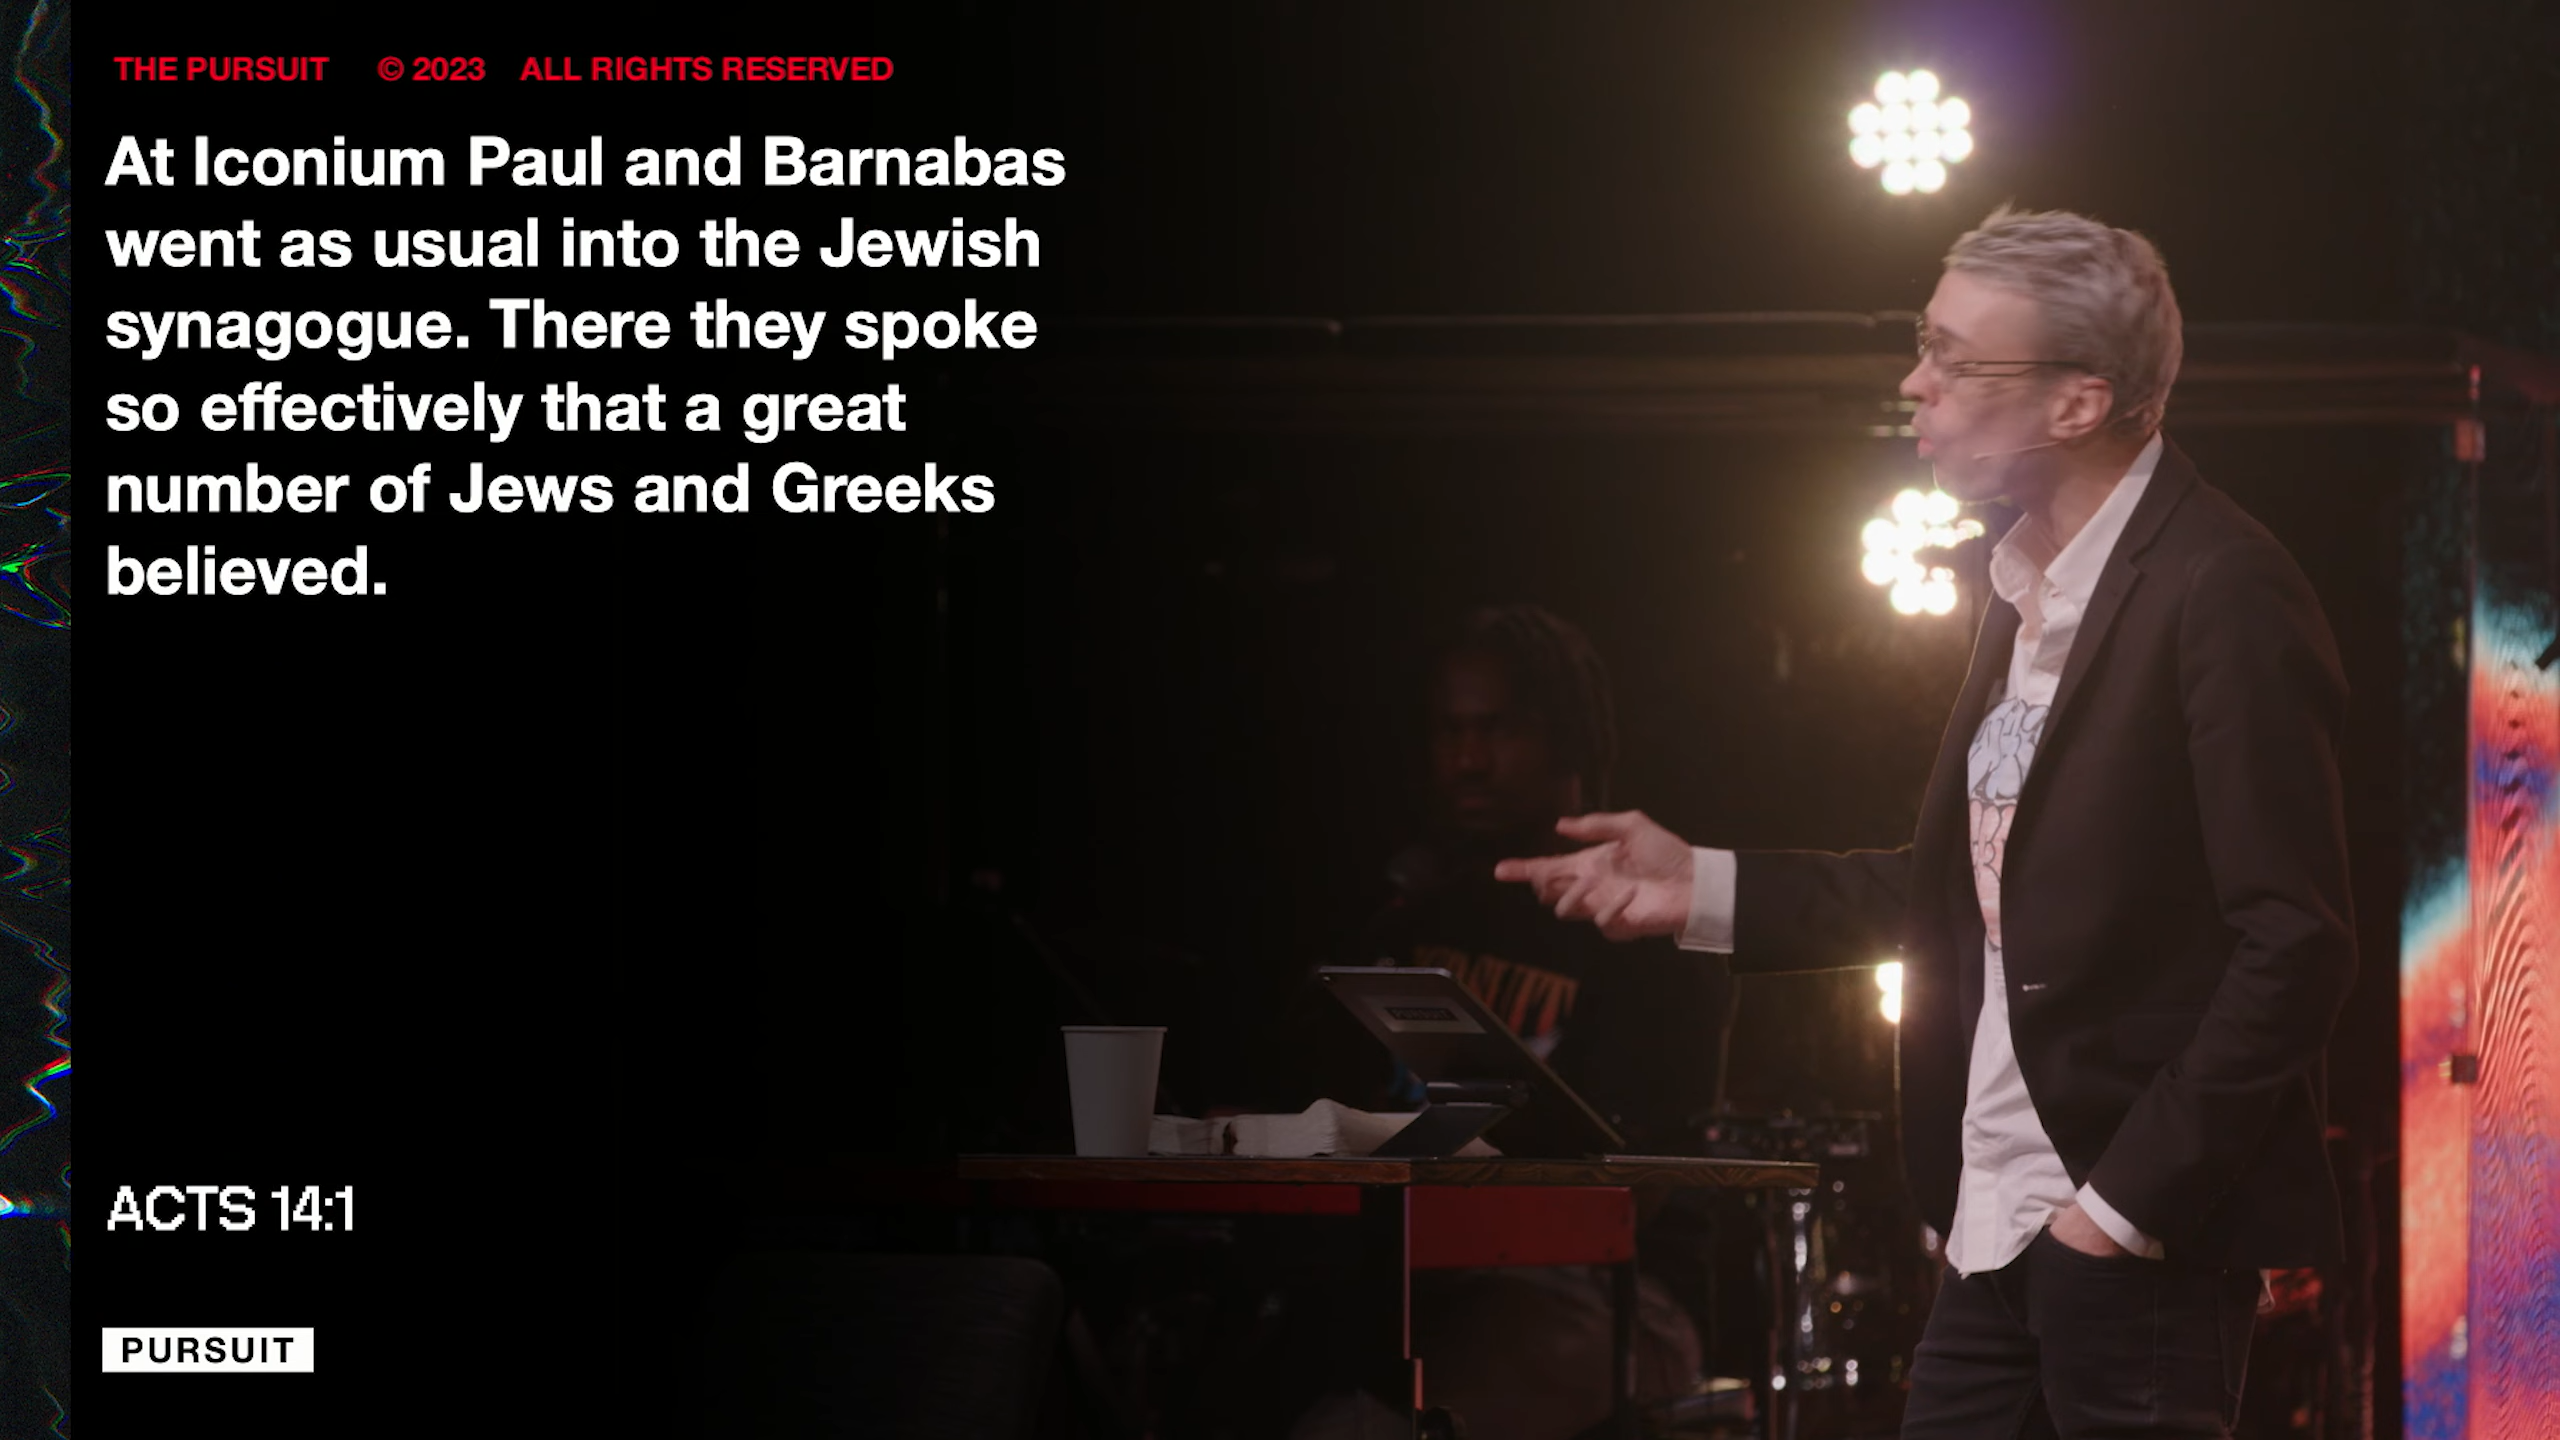 THE PURSUIT © 2023 ALL RIGHTS RESERVED
At Iconium Paul and Barnabas
went as usual into the Jewish
synagogue. There they spoke
so effectively that a great
number of Jews and Greeks
believed.
PURSUIT
ACTS 14:1
PURSUIT